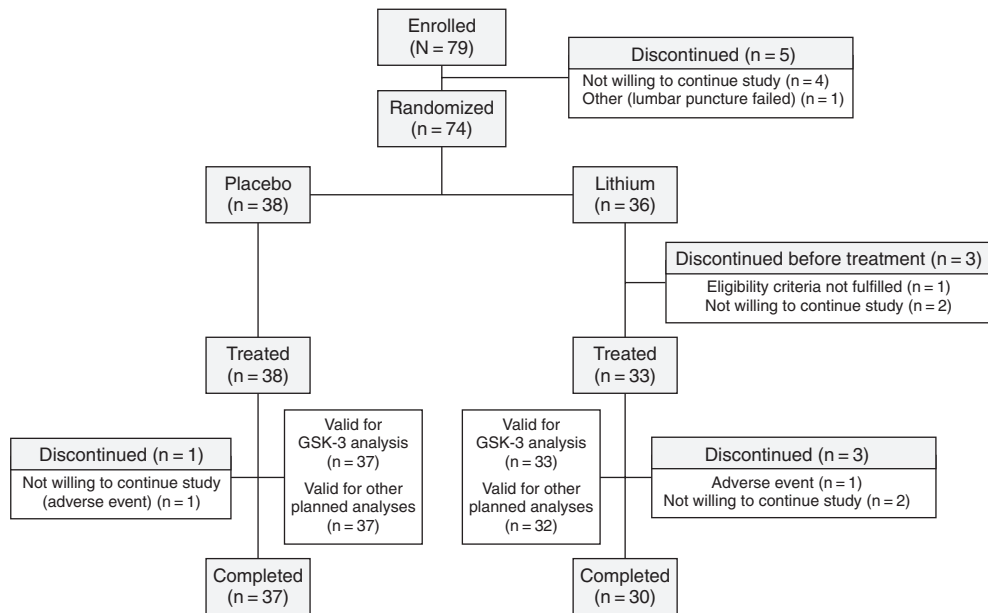 Enrolled
(N = 79)
Discontinued (n = 5)
Not willing to continue study (n = 4)
Other (lumbar puncture failed) (n = 1)
Randomized
(n = 74)
Placebo
(n = 38)
Lithium
(n = 36)
Discontinued before treatment (n = 3)
Eligibility criteria not fulfilled (n = 1)
Not willing to continue study (n = 2)
Treated
(n = 38)
Treated
(n = 33)
Discontinued (n = 1)
Not willing to continue study
(adverse event) (n = 1)
Valid for
GSK-3 analysis
(n = 37)
Valid for other
planned analyses
(n = 37)
Valid for
GSK-3 analysis
(n = 33)
Valid for other
planned analyses
(n = 32)
Discontinued (n = 3)
Adverse event (n = 1)
Not willing to continue study (n = 2)
Completed
(n = 37)
Completed
(n = 30)